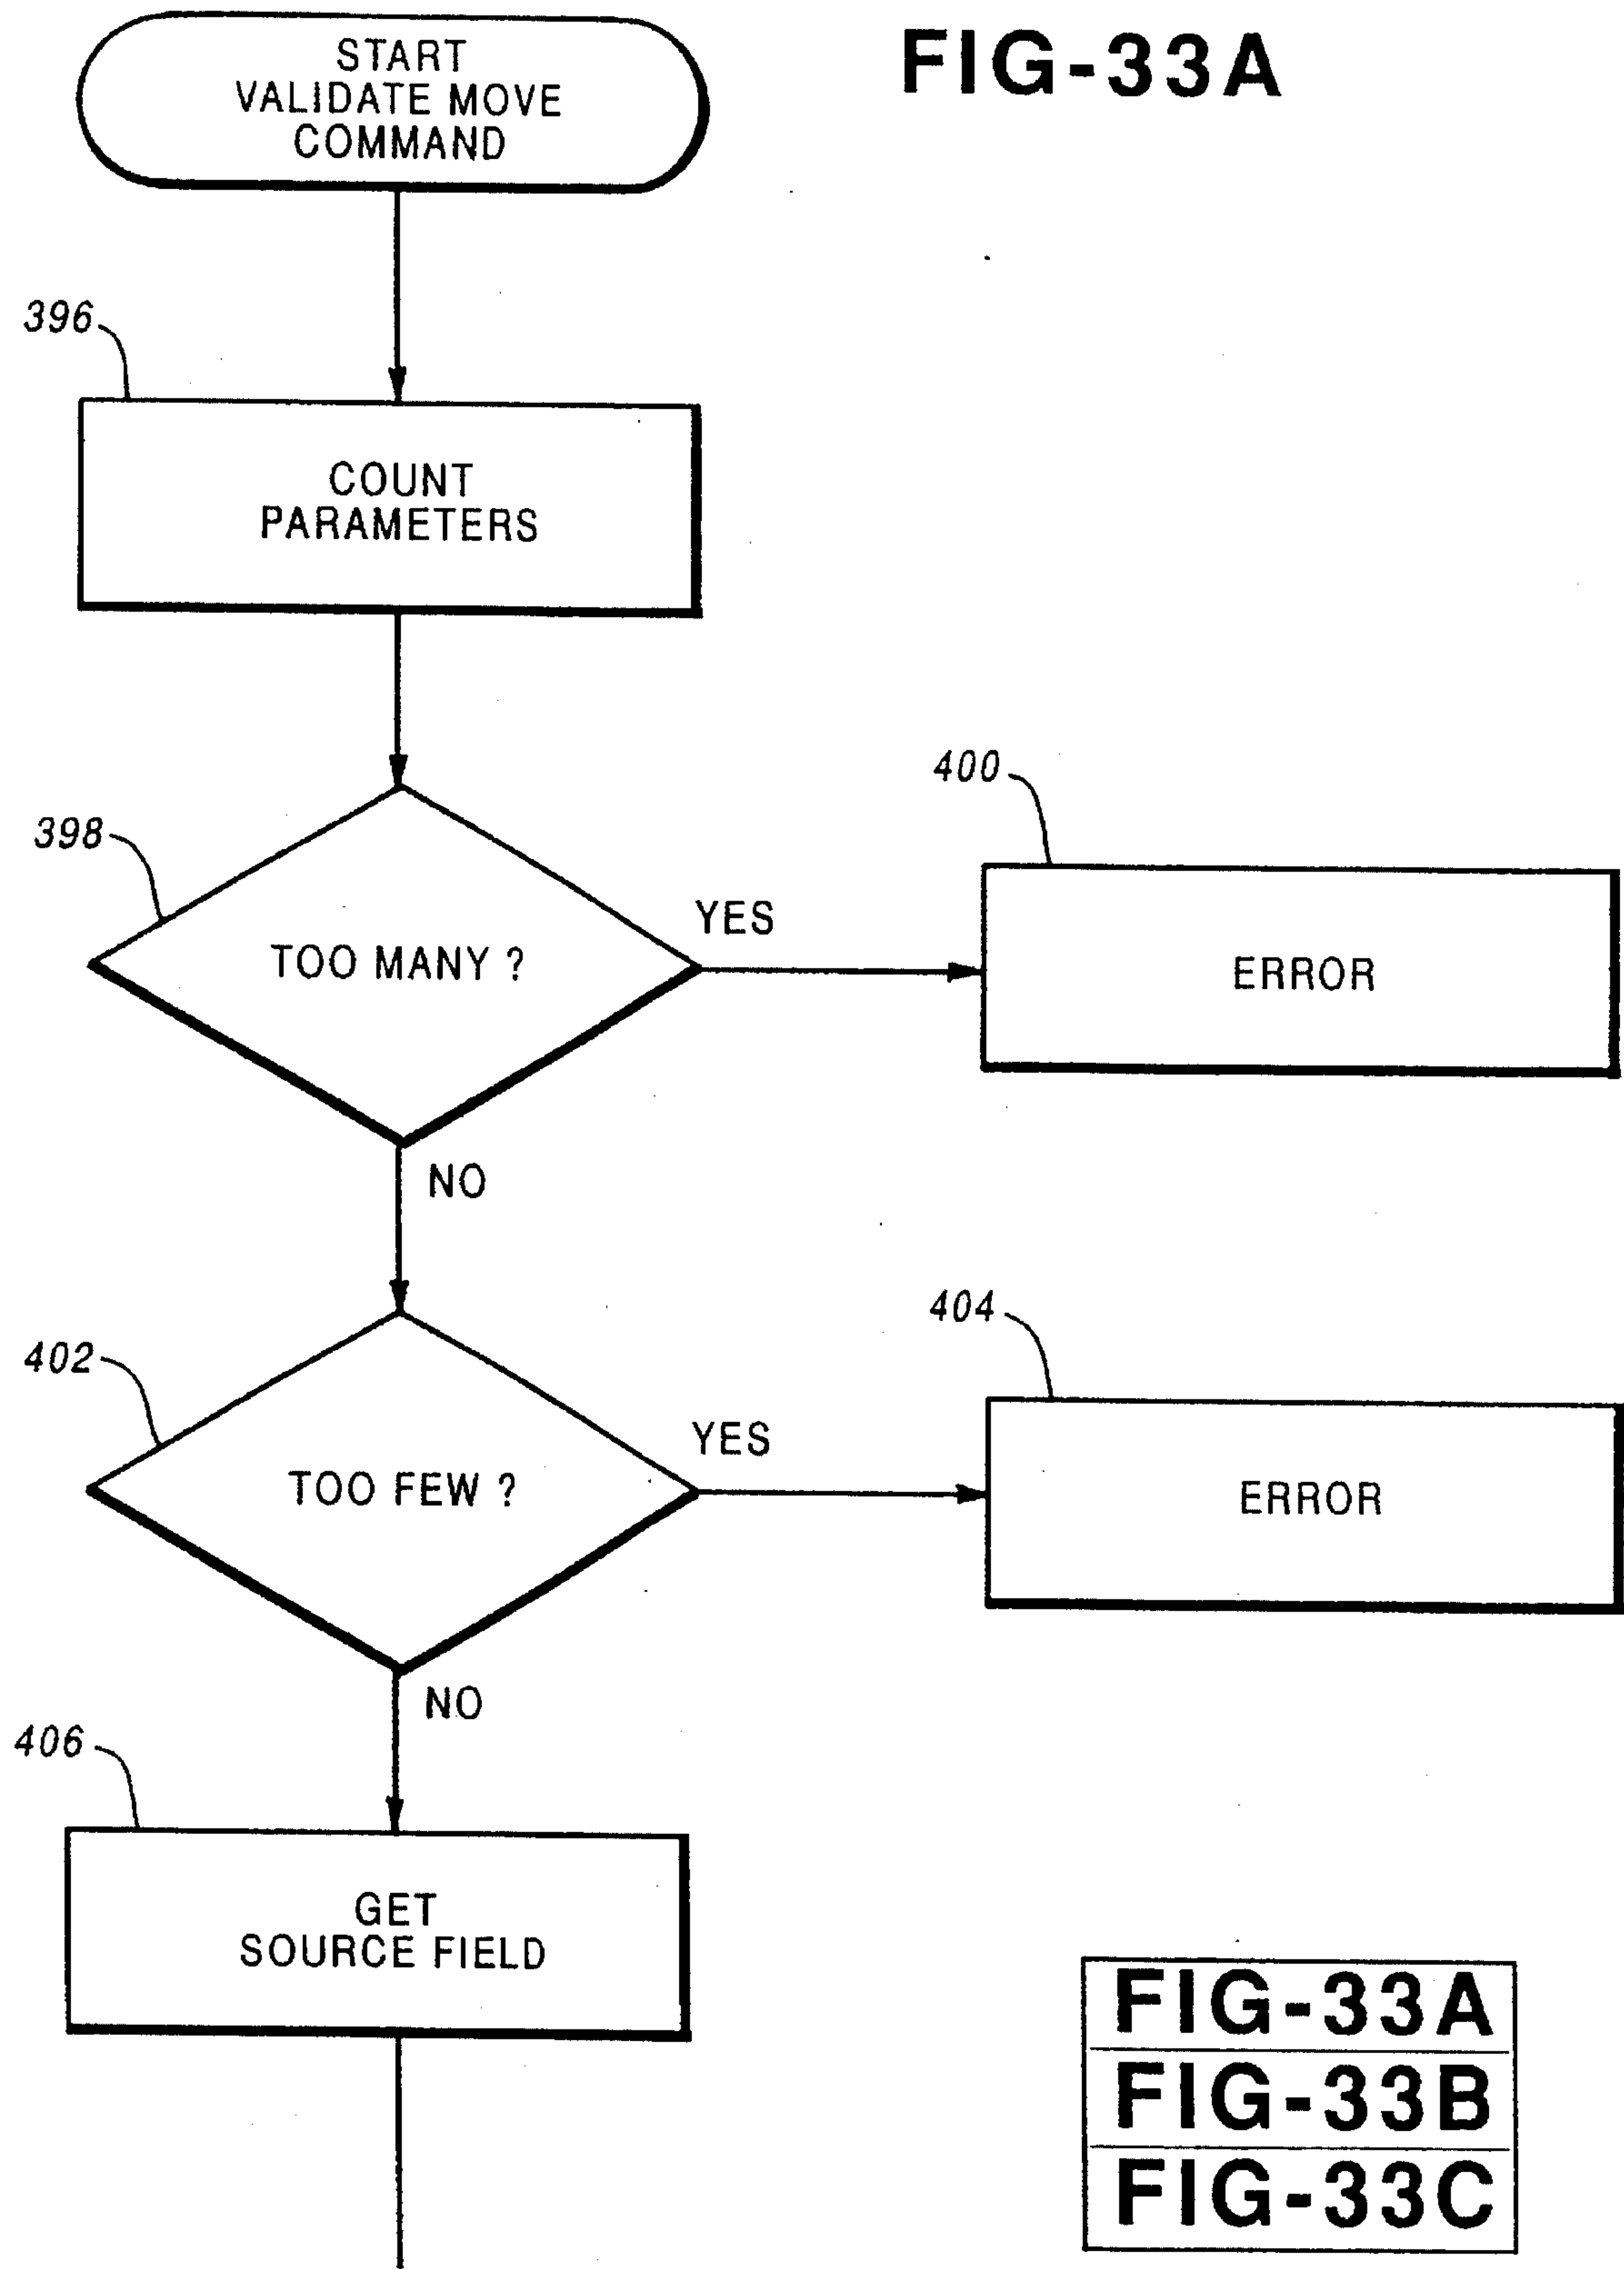 FIG-33A
START
VALIDATE MOVE
COMMAND
396
COUNT
PARAMETERS
398
TOO MANY ?
YES
400
ERROR
NO
402
TOO FEW ?
YES
404
ERROR
NO
406
GET
SOURCE FIELD
FIG-33A
FIG-33B
FIG-33C